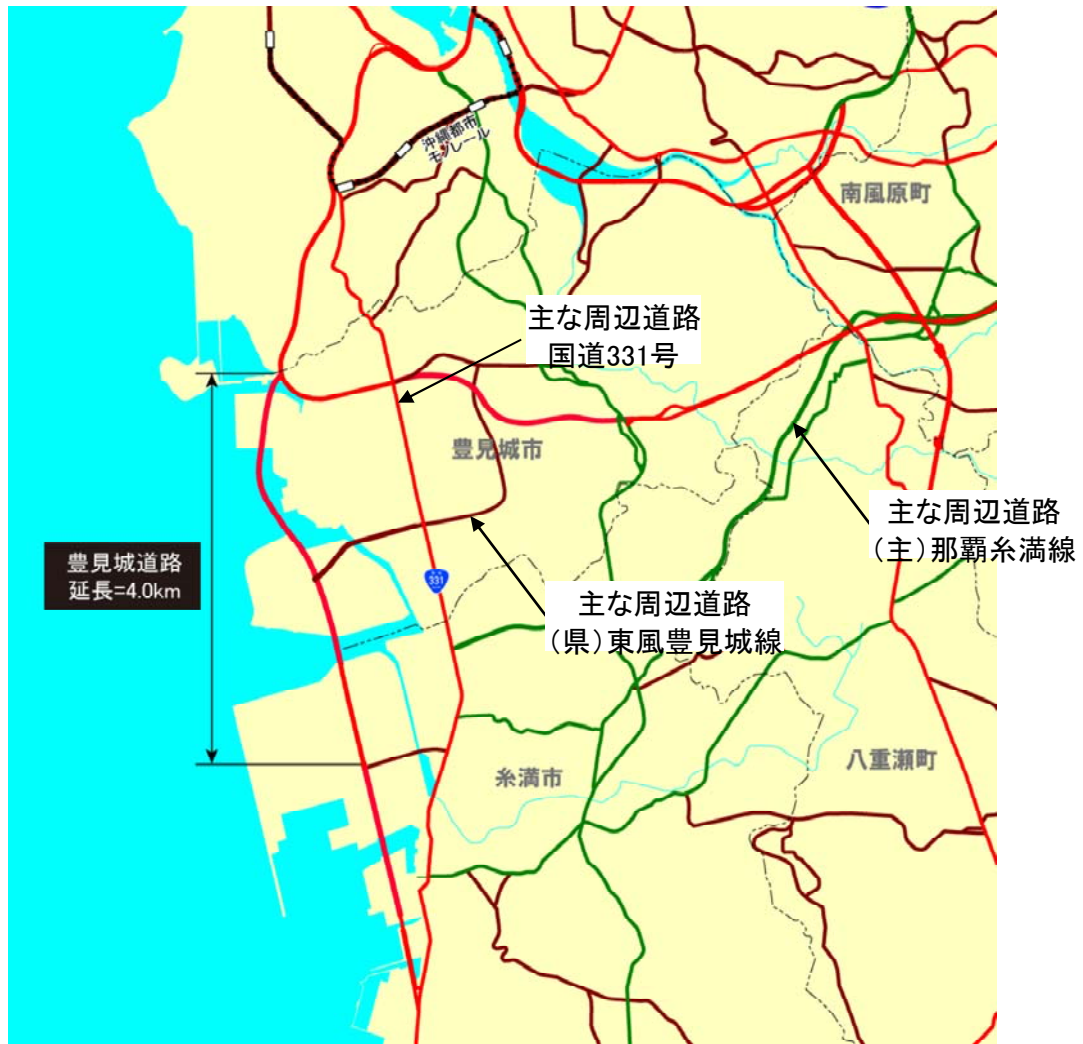 沖縄都市
モノレール
南風原町
主な周辺道路
国道331号
豊見城市
主な周辺道路
(主)那覇糸満線
豊見城道路
延長=4.0km
331
主な周辺道路
(県)東風豊見城線
糸満市
八重瀬町